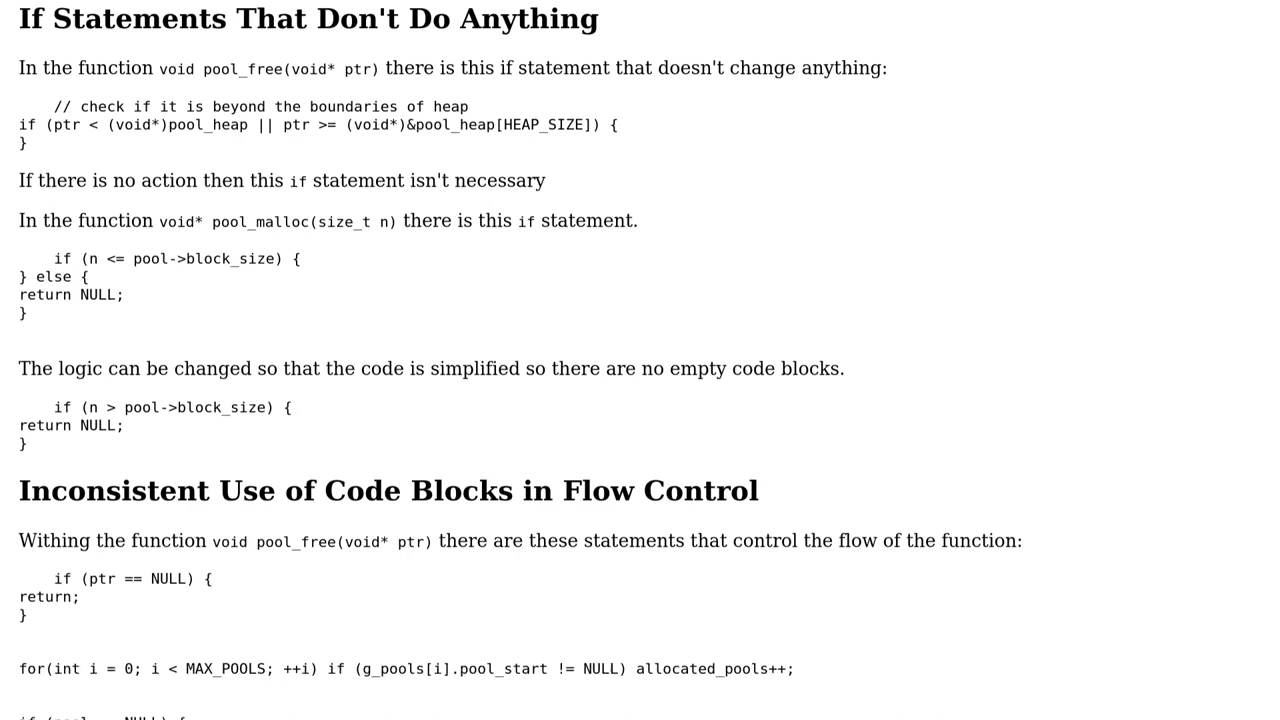 If Statements That Don't Do Anything
In the function void pool_free(void* ptr) there is this if statement that doesn't change anything:
// check if it is beyond the boundaries of heap
if (ptr < (void*)pool_heap || ptr >= (void*)&pool_heap[HEAP_SIZE]) {
}
If there is no action then this if statement isn't necessary
In the function void* pool_malloc(size_t n) there is this if statement.
if (n <= pool->block_size) {
} else {
return NULL;
}
The logic can be changed so that the code is simplified so there are no empty code blocks.
if (n > pool->block_size) {
return NULL;
}
Inconsistent Use of Code Blocks in Flow Control
Withing the function void pool_free(void* ptr) there are these statements that control the flow of the function:
if (ptr == NULL) {
return;
}
for(int i = 0; i < MAX_POOLS; ++i) if (g_pools[i].pool_start != NULL) allocated_pools++;